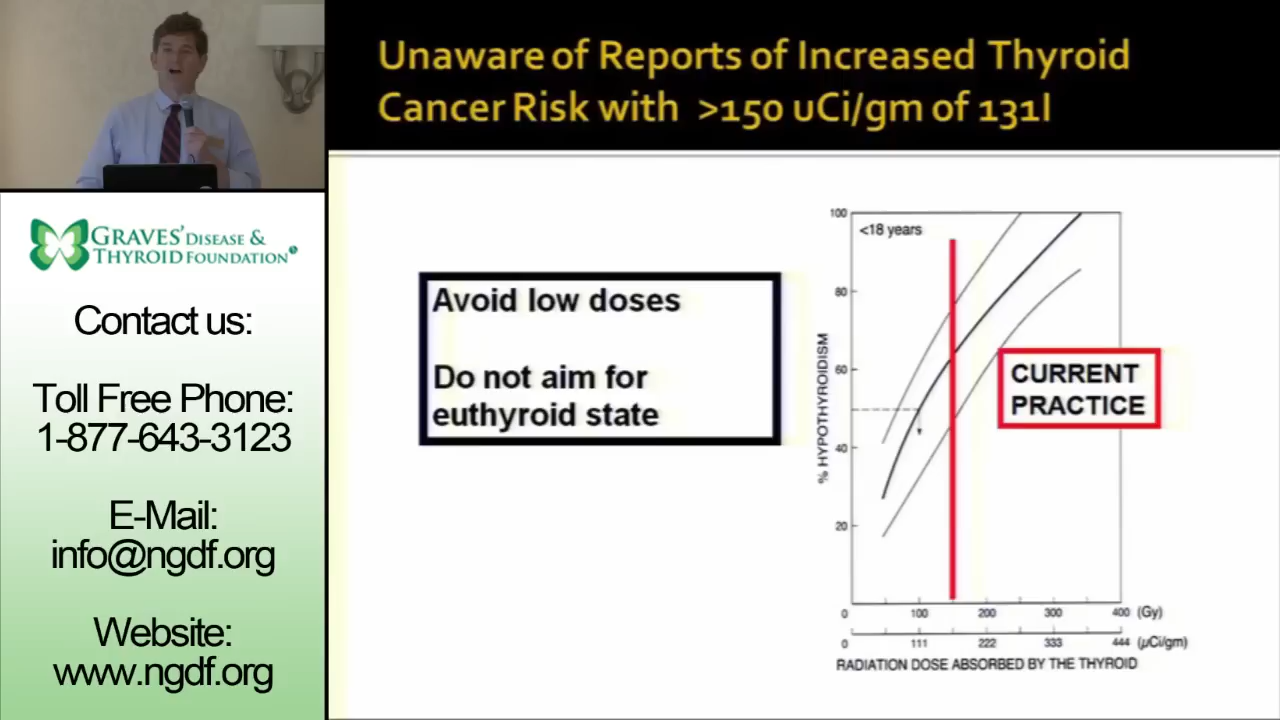 Unaware of Reports of Increased Thyroid
Cancer Risk with >150 uCi/gm of 131I
GRAVES' DISEASE &
THYROID FOUNDATION
Contact us:
Toll Free Phone:
1-877-643-3123
E-Mail:
info@ngdf.org
Website:
www.ngdf.org
Avoid low doses
Do not aim for
euthyroid state
<18 years
CURRENT
PRACTICE
% HYPOTHYROIDISM
100
80
60
40
20
0 100 200 300 400 (Gy)
0 111 222 333 444 (µCi/gm)
RADIATION DOSE ABSORBED BY THE THYROID